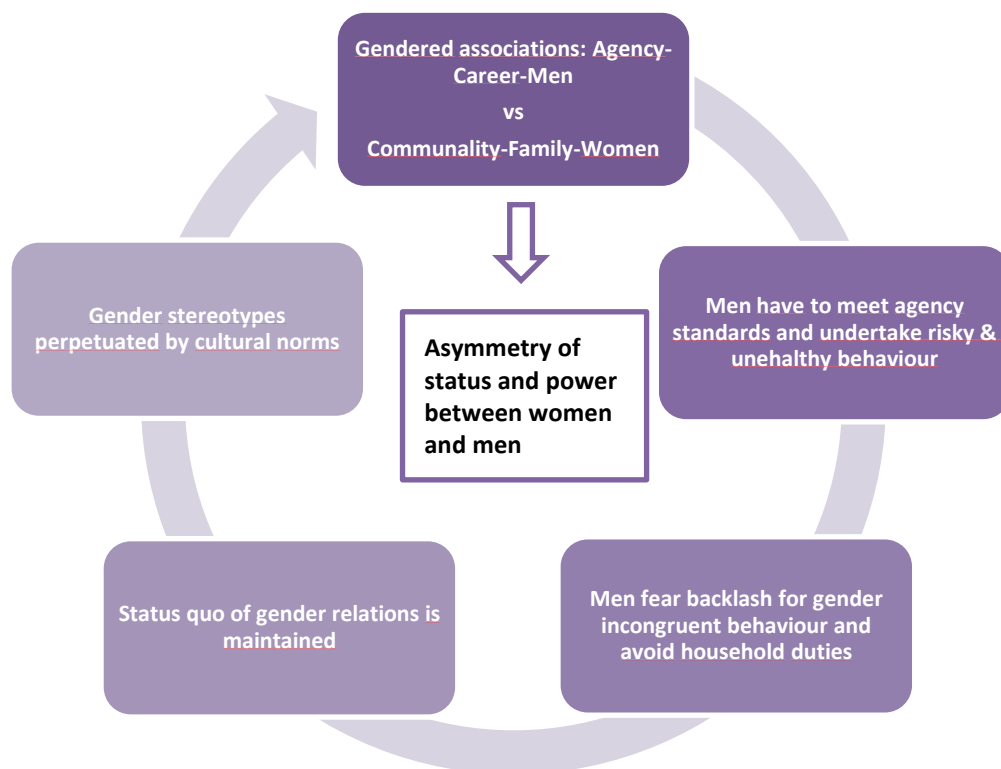 Gendered associations: Agency-
Career-Men
vs
Communality-Family-Women
Men have to meet agency
standards and undertake risky &
unehealthy behaviour
Men fear backlash for gender
incongruent behaviour and
avoid household duties
Status quo of gender relations is
maintained
Gender stereotypes
perpetuated by cultural norms
Asymmetry of
status and power
between women
and men